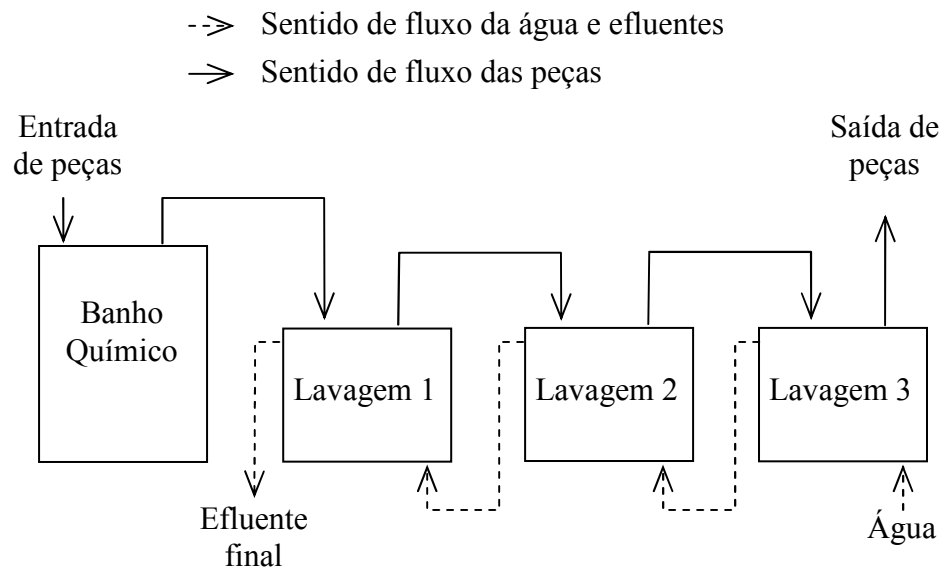 Sentido de fluxo da água e efluentes
Sentido de fluxo das peças
Entrada
de peças
Saída de
peças
Banho
Químico
Lavagem 1
Lavagem 2
Lavagem 3
Efluente
final
Água